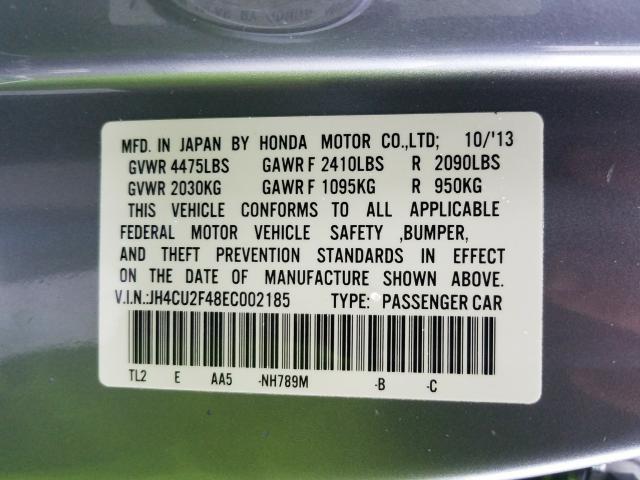 MFD. IN JAPAN BY HONDA MOTOR CO.,LTD; 10/'13
GVWR 4475LBS GAWR F 2410LBS R 2090LBS
GVWR 2030KG GAWR F 1095KG R 950KG
THIS VEHICLE CONFORMS TO ALL APPLICABLE
FEDERAL MOTOR VEHICLE SAFETY ,BUMPER,
AND THEFT PREVENTION STANDARDS IN EFFECT
ON THE DATE OF MANUFACTURE SHOWN ABOVE.
V.I.N.:JH4CU2F48EC002185 TYPE: PASSENGER CAR
TL2 E AA5 -NH789M -B -C